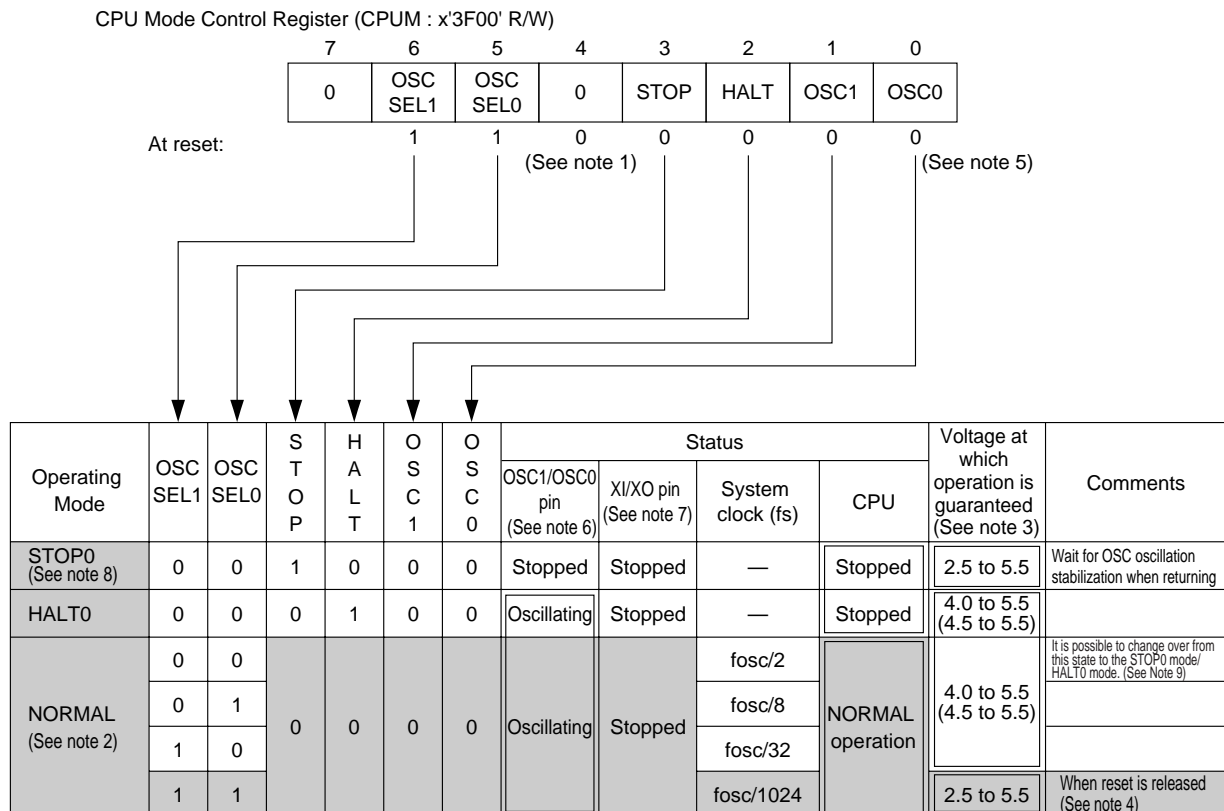 CPU Mode Control Register (CPUM : x'3F00' R/W)
7 6 5 4 3 2 1 0
0 OSC SEL1 OSC SEL0 0 STOP HALT OSC1 OSC0
At reset: 1 1 0 0 0 0 0
(See note 1) (See note 5)
Operating Mode
OSC SEL1
OSC SEL0
STOP
HALT
OSC1
OSC0
Status
OSC1/OSC0 pin (See note 6)
XI/XO pin (See note 7)
System clock (fs)
CPU
Voltage at which operation is guaranteed (See note 3)
Comments
STOP0 (See note 8) 0 0 1 0 0 0 Stopped Stopped — Stopped 2.5 to 5.5 Wait for OSC oscillation stabilization when returning
HALT0 0 0 0 1 0 0 Oscillating Stopped — Stopped 4.0 to 5.5 (4.5 to 5.5)
NORMAL (See note 2) 0 0 0 0 0 0 Oscillating Stopped fosc/2 NORMAL operation 4.0 to 5.5 (4.5 to 5.5) It is possible to change over from this state to the STOP0 mode/ HALT0 mode. (See Note 9)
0 1 fosc/8
1 0 fosc/32
1 1 fosc/1024 2.5 to 5.5 When reset is released (See note 4)